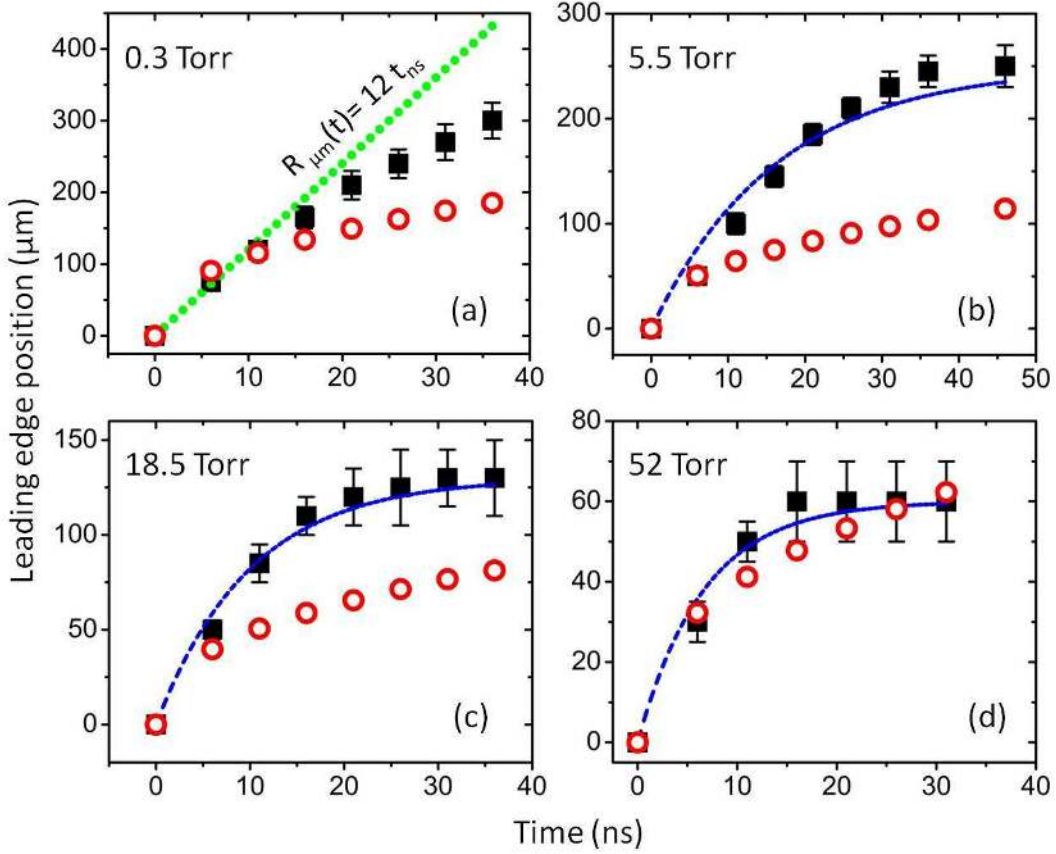 Leading edge position (µm)
0.3 Torr
R µm(t)= 12 tns
(a)
400
300
200
100
0
0 10 20 30 40
5.5 Torr
(b)
300
200
100
0
0 10 20 30 40 50
18.5 Torr
(c)
150
100
50
0
0 10 20 30 40
52 Torr
(d)
80
60
40
20
0
0 10 20 30 40
Time (ns)